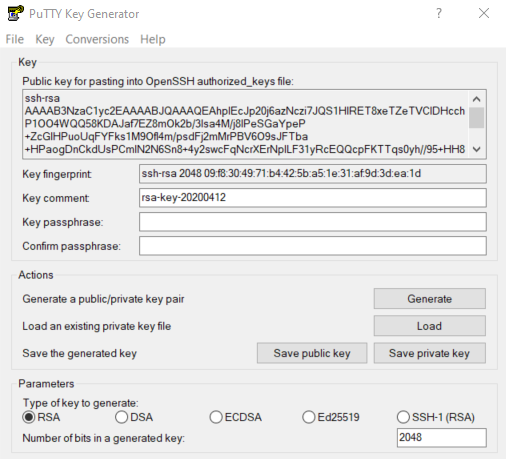 PuTTY Key Generator
? ×
File Key Conversions Help
Key
Public key for pasting into OpenSSH authorized_keys file:
ssh-rsa
AAAAB3NzaC1yc2EAAAABJQAAAQEAhpIEcJp20j6azNczi7JQS1HIRET8xeTZeTVCIDHcch
P1OO4WQQ58KDAJaf7EZ8mOk2b/3Isa4M/j8IPeSGaYpeP
+ZcGIHPuoUqFYFks1M9Ofl4m/psdFj2mMrPBV6O9sJFTba
+HPaogDnCkdUsPCmIN2N6Sn8+4y2swcFqNcrXErNpILF31yRcEQQcpFKTTqs0yh//95+HH8
Key fingerprint: ssh-rsa 2048 09:f8:30:49:71:b4:42:5b:a5:1e:31:af:9d:3d:ea:1d
Key comment: rsa-key-20200412
Key passphrase:
Confirm passphrase:
Actions
Generate a public/private key pair Generate
Load an existing private key file Load
Save the generated key Save public key Save private key
Parameters
Type of key to generate:
RSA DSA ECDSA Ed25519 SSH-1 (RSA)
Number of bits in a generated key: 2048